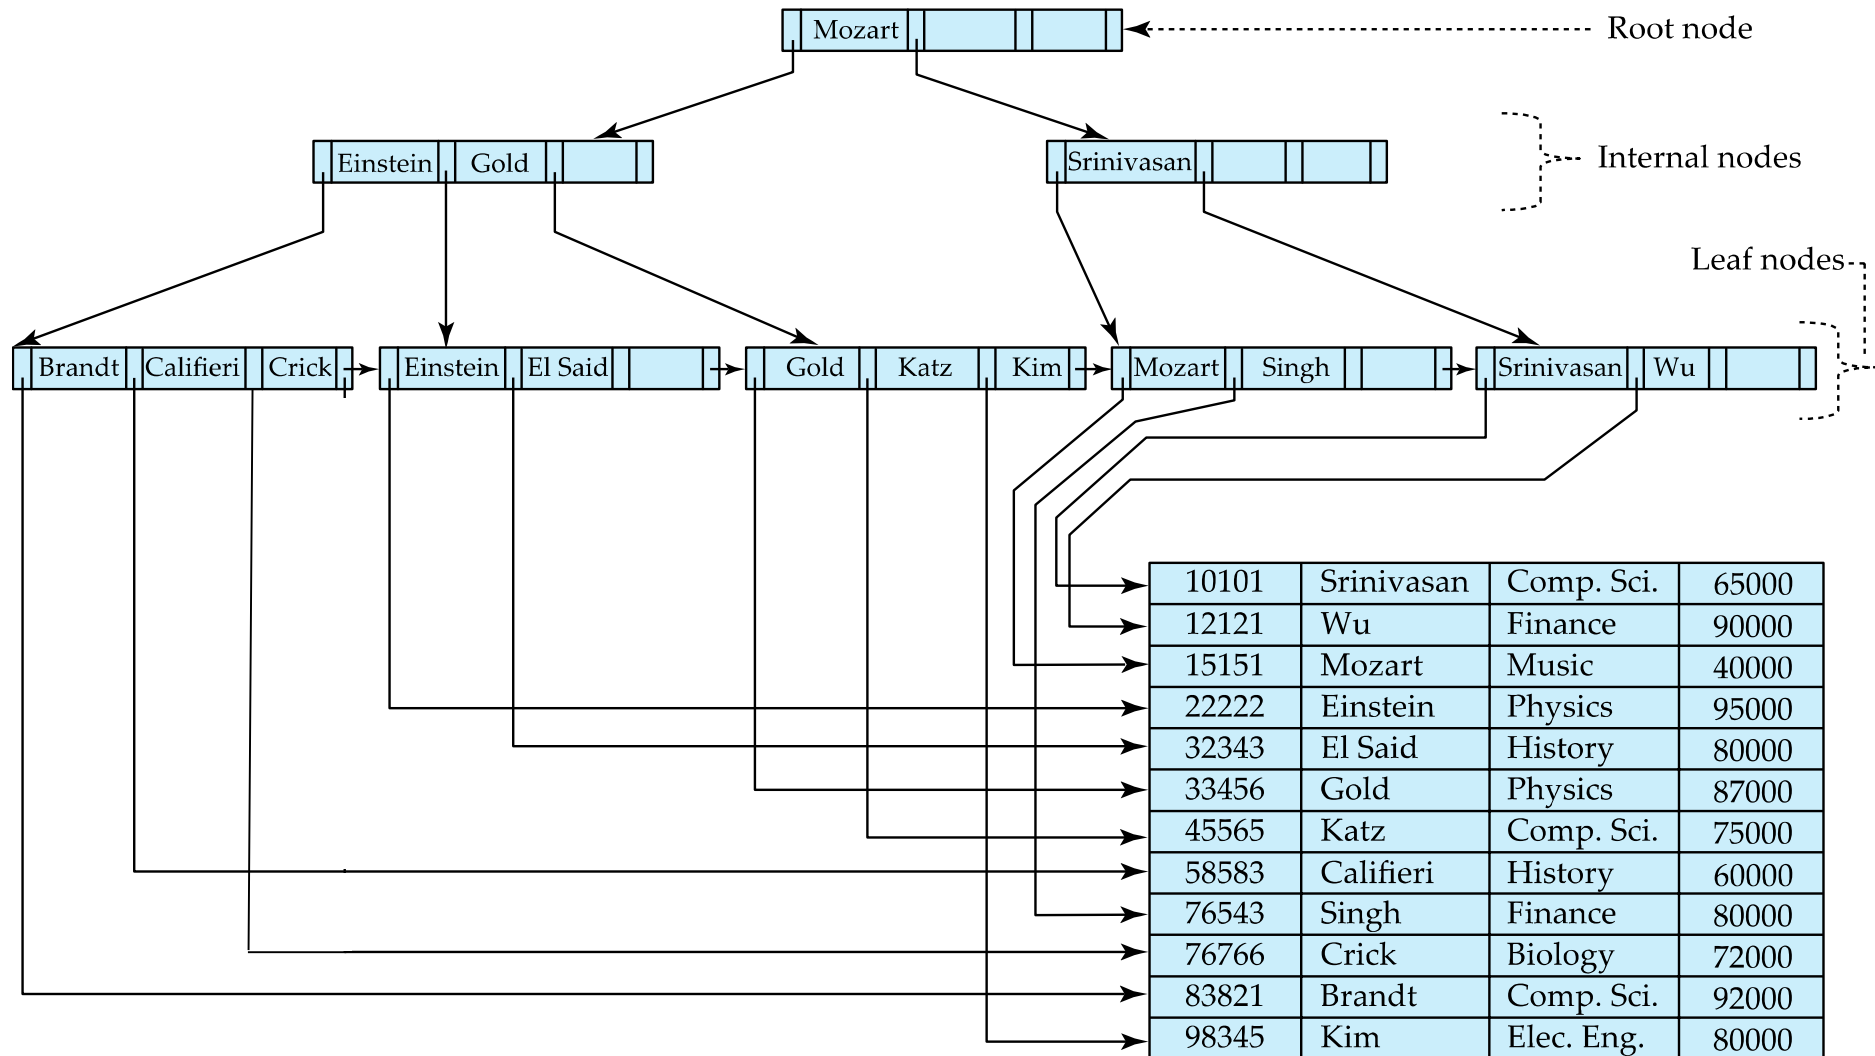 Mozart Root node
Einstein Gold Srinivasan Internal nodes
Leaf nodes
Brandt Califieri Crick Einstein El Said Gold Katz Kim Mozart Singh Srinivasan Wu
10101 Srinivasan Comp. Sci. 65000
12121 Wu Finance 90000
15151 Mozart Music 40000
22222 Einstein Physics 95000
32343 El Said History 80000
33456 Gold Physics 87000
45565 Katz Comp. Sci. 75000
58583 Califieri History 60000
76543 Singh Finance 80000
76766 Crick Biology 72000
83821 Brandt Comp. Sci. 92000
98345 Kim Elec. Eng. 80000